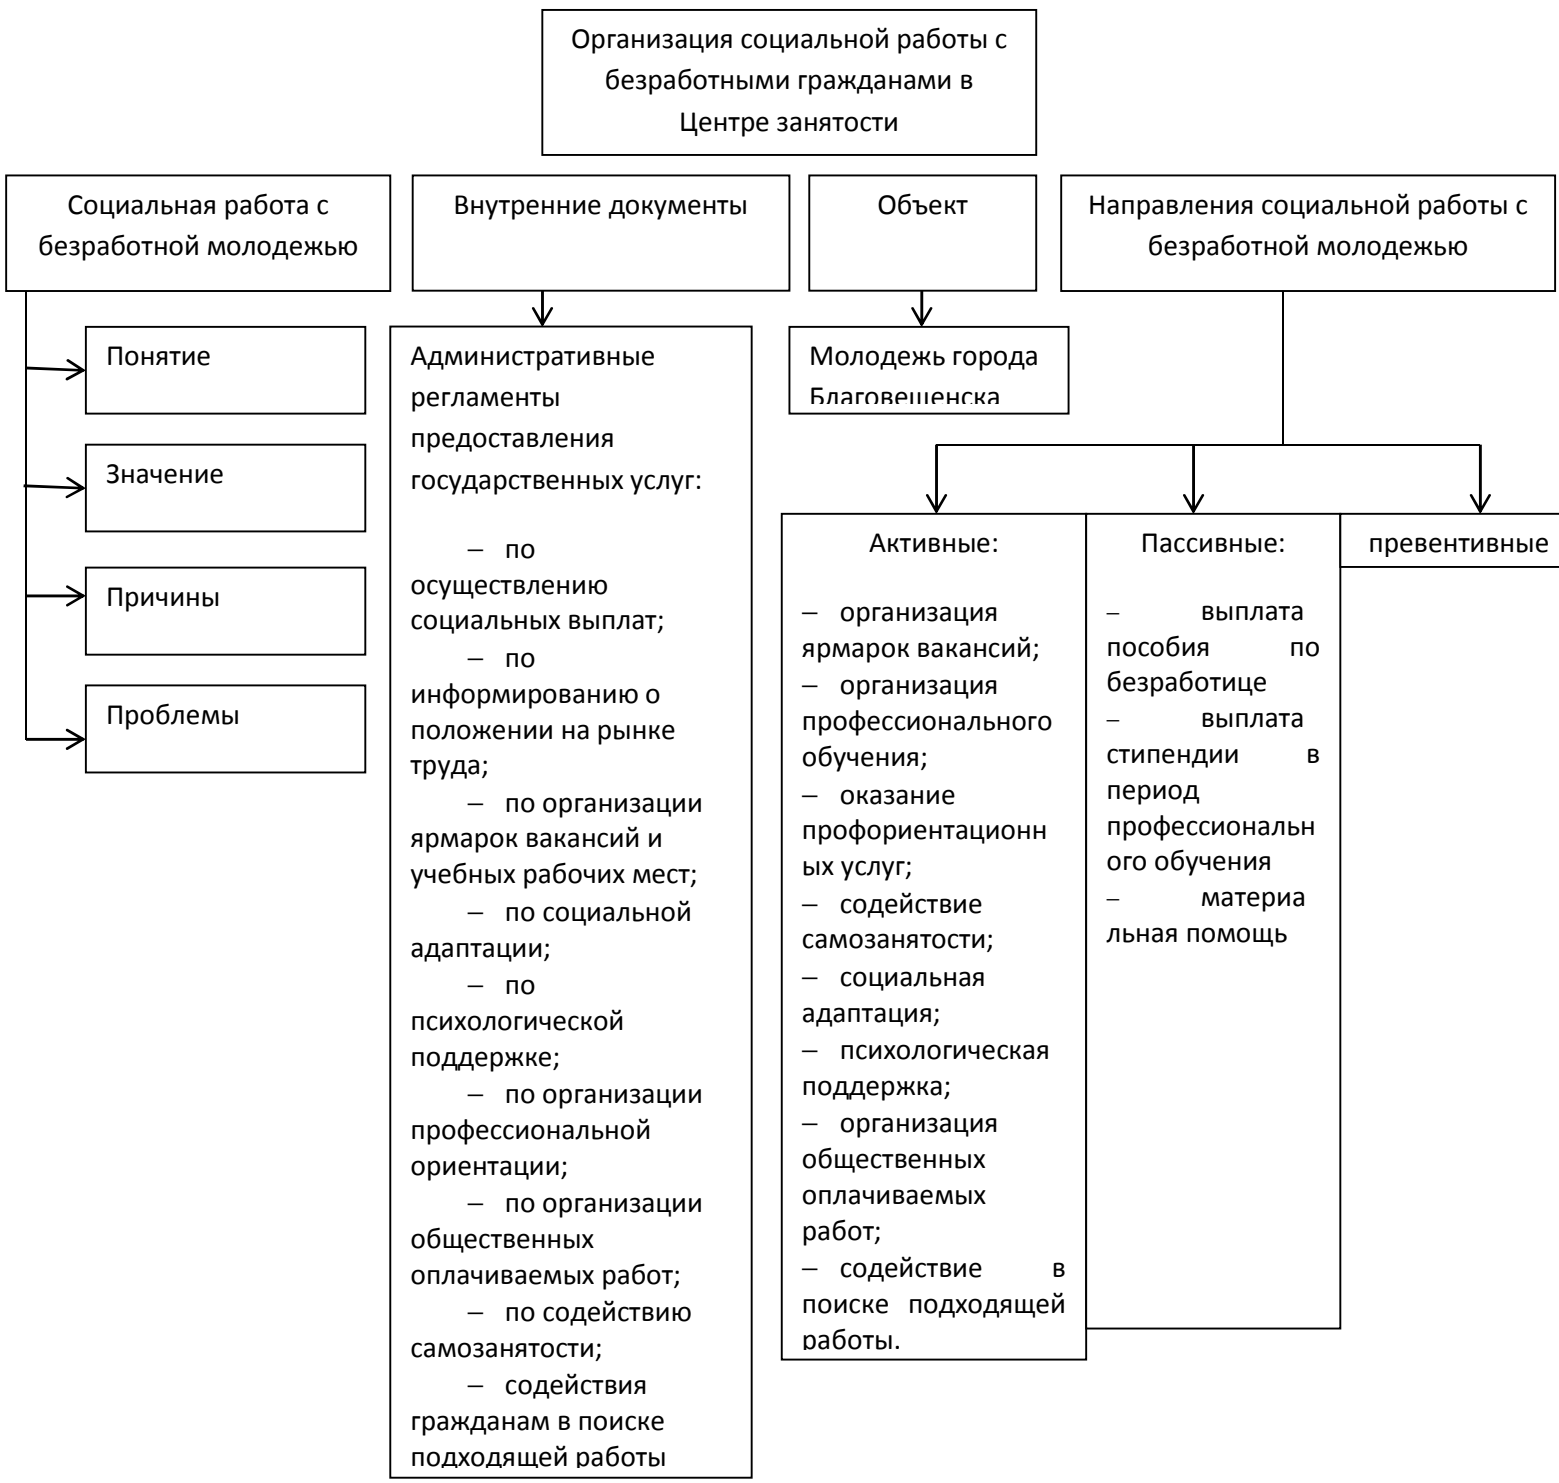 Организация социальной работы с
безработными гражданами в
Центре занятости
Социальная работа с
безработной молодежью
Внутренние документы
Объект
Направления социальной работы с
безработной молодежью
Понятие
Значение
Причины
Проблемы
Административные
регламенты
предоставления
государственных услуг:
– по
осуществлению
социальных выплат;
– по
информированию о
положении на рынке
труда;
– по организации
ярмарок вакансий и
учебных рабочих мест;
– по социальной
адаптации;
– по
психологической
поддержке;
– по организации
профессиональной
ориентации;
– по организации
общественных
оплачиваемых работ;
– по содействию
самозанятости;
– содействия
гражданам в поиске
подходящей работы
Молодежь города
Благовещенска
Активные:
– организация
ярмарок вакансий;
– организация
профессионального
обучения;
– оказание
профориентационн
ых услуг;
– содействие
самозанятости;
– социальная
адаптация;
– психологическая
поддержка;
– организация
общественных
оплачиваемых
работ;
– содействие в
поиске подходящей
работы.
Пассивные:
– выплата
пособия по
безработице
– выплата
стипендии в
период
профессиональн
ого обучения
– материа
льная помощь
превентивные